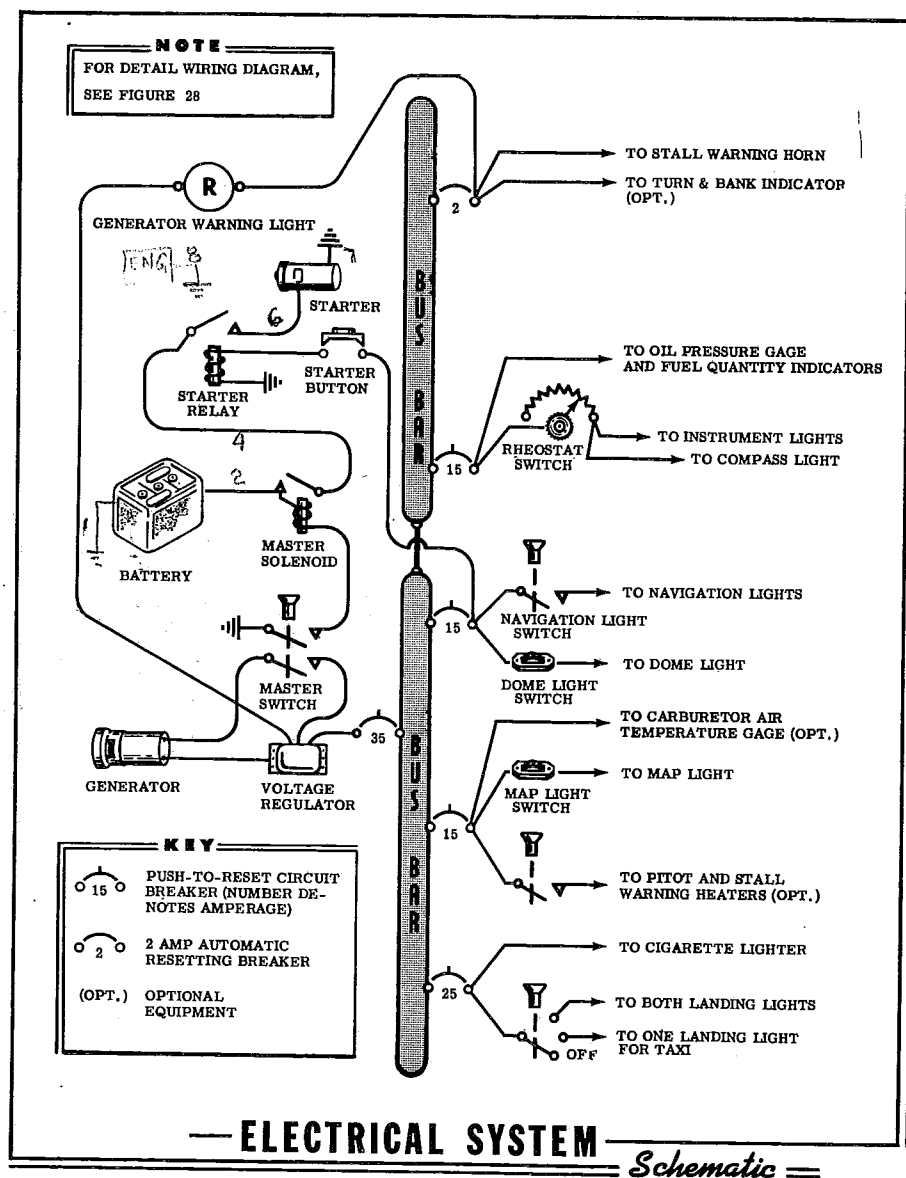 NOTE
FOR DETAIL WIRING DIAGRAM,
SEE FIGURE 28
R
GENERATOR WARNING LIGHT
ENG 8
STARTER
6
STARTER
BUTTON
STARTER
RELAY
4
2
1
BATTERY
MASTER
SOLENOID
MASTER
SWITCH
GENERATOR
VOLTAGE
REGULATOR
35
BUS BAR
BUS BAR
2
TO STALL WARNING HORN
TO TURN & BANK INDICATOR
(OPT.)
15
TO OIL PRESSURE GAGE
AND FUEL QUANTITY INDICATORS
RHEOSTAT
SWITCH
TO INSTRUMENT LIGHTS
TO COMPASS LIGHT
15
TO NAVIGATION LIGHTS
NAVIGATION LIGHT
SWITCH
TO DOME LIGHT
DOME LIGHT
SWITCH
15
TO CARBURETOR AIR
TEMPERATURE GAGE (OPT.)
TO MAP LIGHT
MAP LIGHT
SWITCH
TO PITOT AND STALL
WARNING HEATERS (OPT.)
25
TO CIGARETTE LIGHTER
TO BOTH LANDING LIGHTS
TO ONE LANDING LIGHT
FOR TAXI
OFF
KEY
15
PUSH-TO-RESET CIRCUIT
BREAKER (NUMBER DE-
NOTES AMPERAGE)
2
2 AMP AUTOMATIC
RESETTING BREAKER
(OPT.) OPTIONAL
EQUIPMENT
ELECTRICAL SYSTEM
Schematic